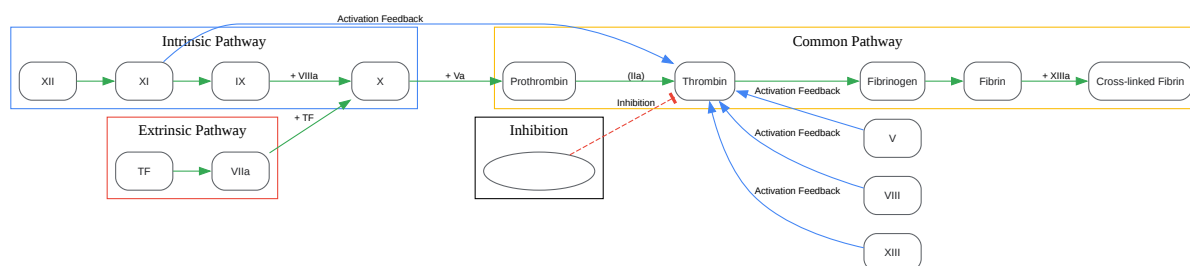 Activation Feedback
Intrinsic Pathway
Common Pathway
XII
XI
IX
+ VIIIa
X
+ Va
Prothrombin
(IIa)
Thrombin
Fibrinogen
Fibrin
+ XIIIa
Cross-linked Fibrin
Activation Feedback
Inhibition
+ TF
Extrinsic Pathway
Inhibition
TF
VIIa
Activation Feedback
V
Activation Feedback
VIII
XIII